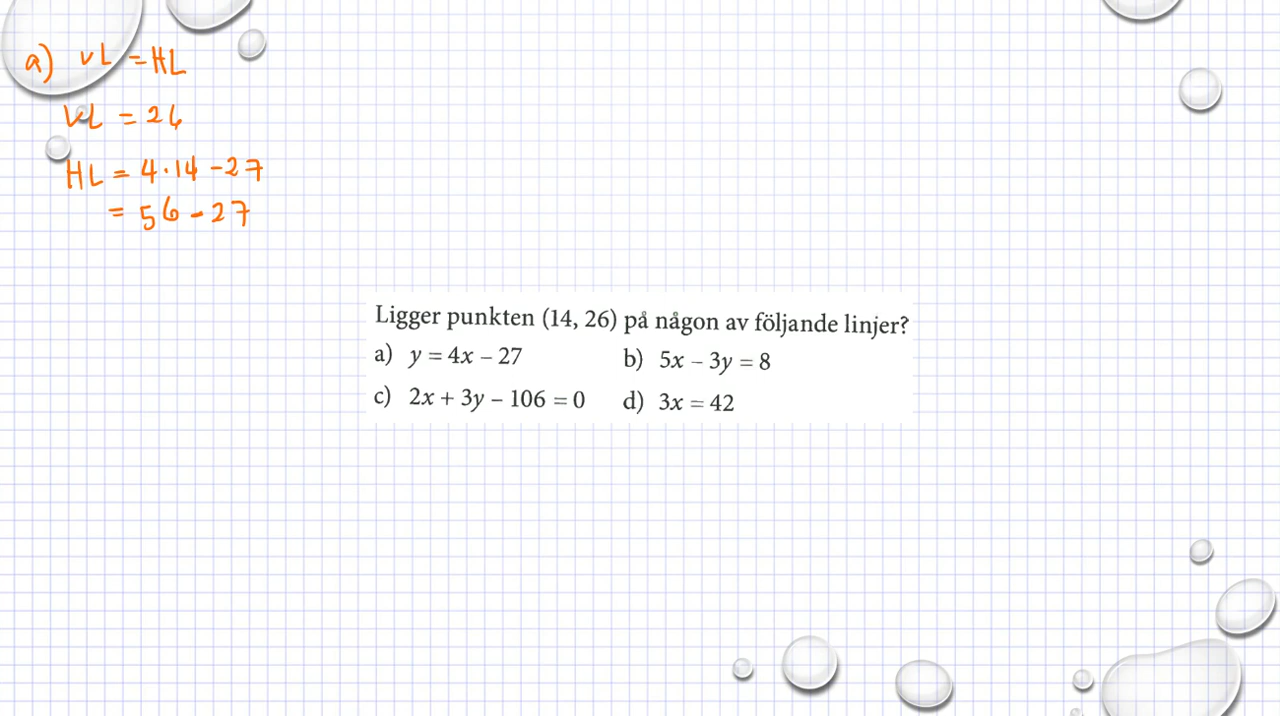 a) VL = HL
VL = 26
HL = 4·14 - 27
= 56 - 27
Ligger punkten (14, 26) på någon av följande linjer?
a) y = 4x – 27 b) 5x – 3y = 8
c) 2x + 3y – 106 = 0 d) 3x = 42